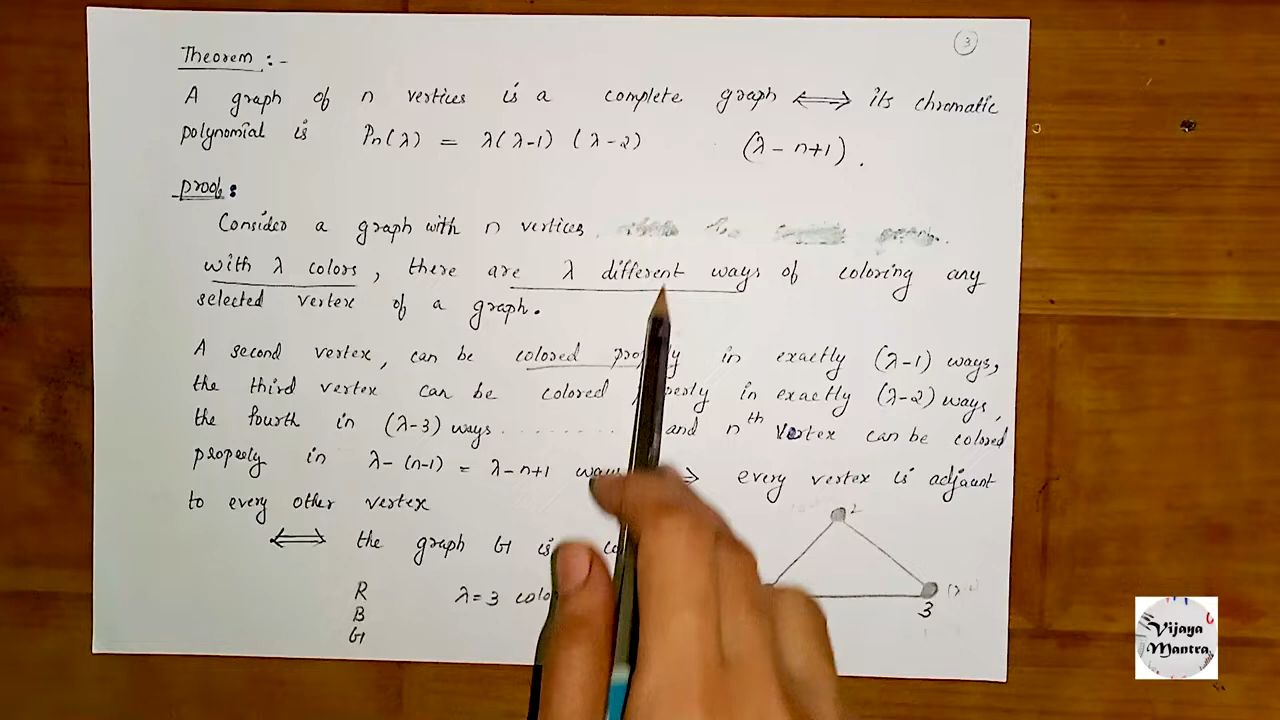 3
Theorem :-
A graph of n vertices is a complete graph ⟺ its chromatic
polynomial is Pn(λ) = λ(λ-1) (λ-2) (λ-n+1).
proof:
Consider a graph with n vertices
with λ colors, there are λ different ways of coloring any
selected vertex of a graph.
A second vertex, can be colored in exactly (λ-1) ways,
the third vertex can be colored in exactly (λ-2) ways,
the fourth in (λ-3) ways ............ and nth vertex can be colored
properly in λ-(n-1) = λ-n+1 every vertex is adjacent
to every other vertex
⟺ the graph G is
2
R λ=3
B 3
G
Vijaya
Mantra